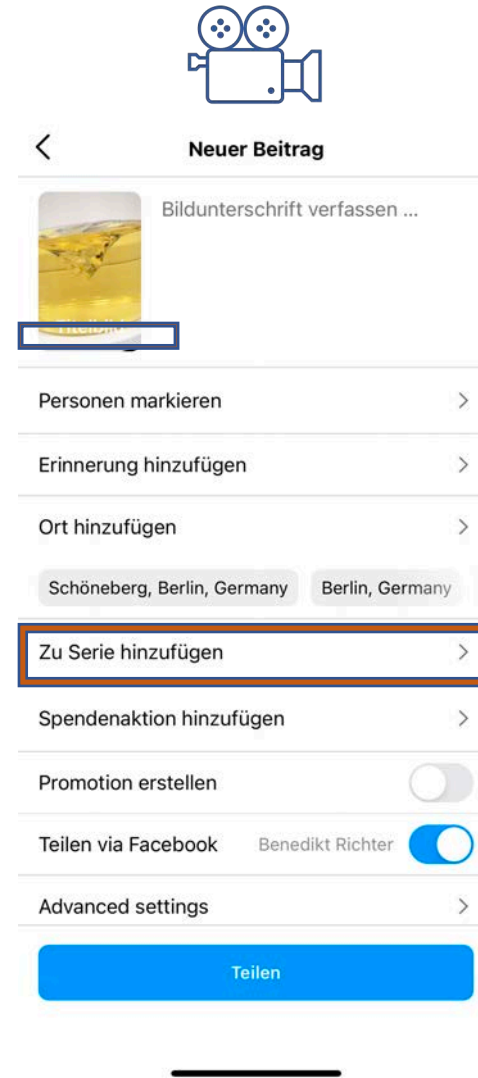 Neuer Beitrag
Bildunterschrift verfassen ...
Titelbild
Personen markieren
Erinnerung hinzufügen
Ort hinzufügen
Schöneberg, Berlin, Germany Berlin, Germany
Zu Serie hinzufügen
Spendenaktion hinzufügen
Promotion erstellen
Teilen via Facebook Benedikt Richter
Advanced settings
Teilen